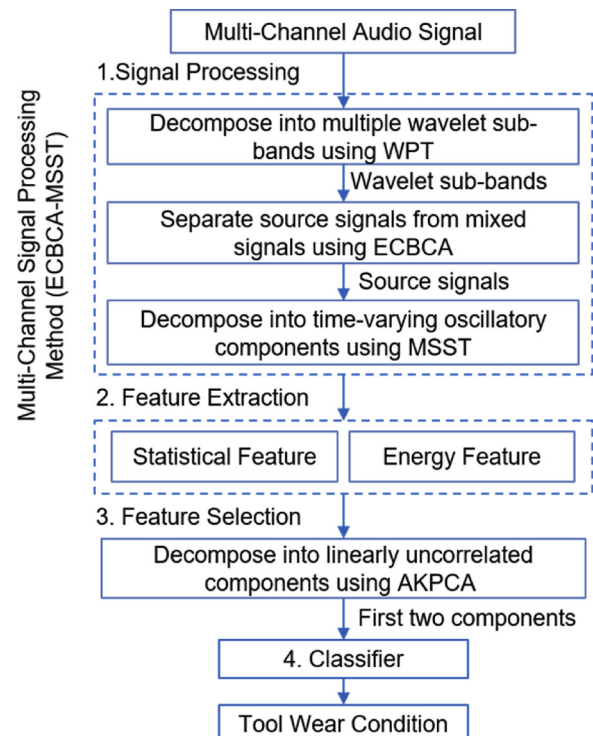 Multi-Channel Audio Signal
1.Signal Processing
Multi-Channel Signal Processing
Method (ECBCA-MSST)
Decompose into multiple wavelet sub-
bands using WPT
Wavelet sub-bands
Separate source signals from mixed
signals using ECBCA
Source signals
Decompose into time-varying oscillatory
components using MSST
2. Feature Extraction
Statistical Feature
Energy Feature
3. Feature Selection
Decompose into linearly uncorrelated
components using AKPCA
First two components
4. Classifier
Tool Wear Condition